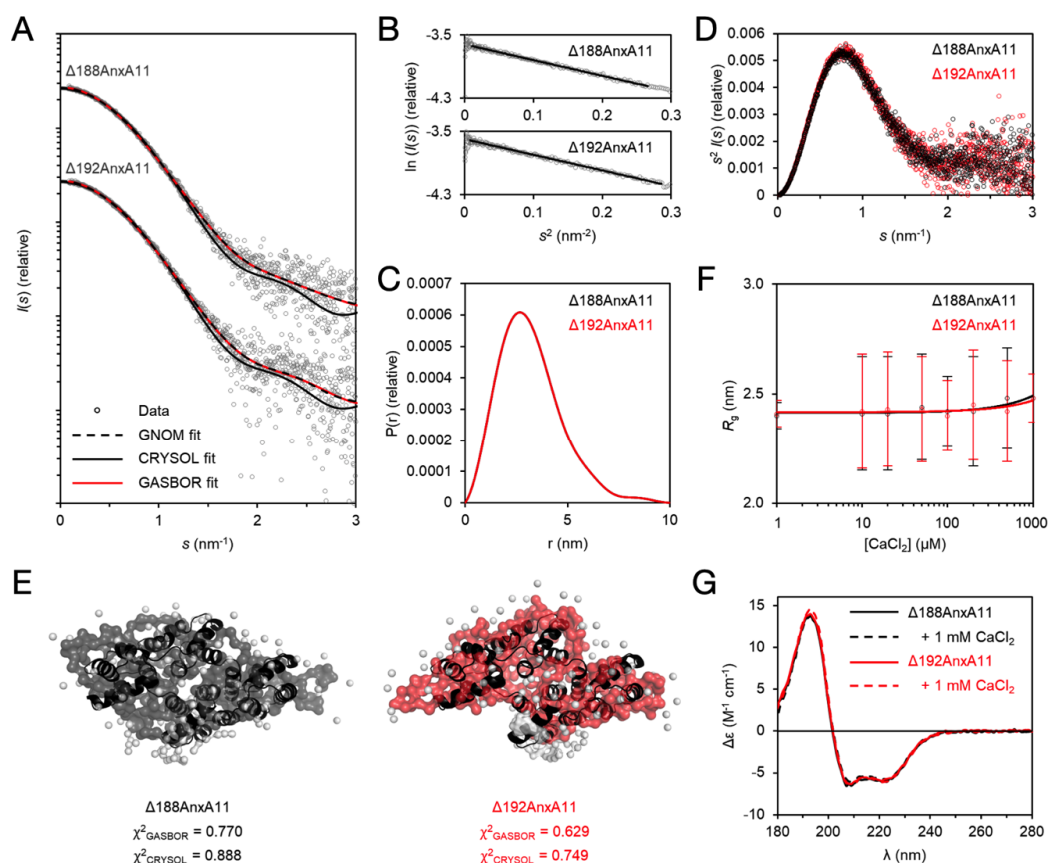 A
Δ188AnxA11
Δ192AnxA11
I(s) (relative)
Data
GNOM fit
CRYSOL fit
GASBOR fit
0
1
2
3
s (nm⁻¹)
B
-3.5
Δ188AnxA11
-4.3
0
0.1
0.2
0.3
-3.5
Δ192AnxA11
-4.3
0
0.1
0.2
0.3
ln (I(s)) (relative)
s² (nm⁻²)
C
0.0007
0.0006
0.0005
0.0004
0.0003
0.0002
0.0001
0
P(r) (relative)
Δ188AnxA11
Δ192AnxA11
0
5
10
r (nm)
D
0.006
0.005
0.004
0.003
0.002
0.001
0
s² I(s) (relative)
Δ188AnxA11
Δ192AnxA11
0
1
2
3
s (nm⁻¹)
E
Δ188AnxA11
χ²GASBOR = 0.770
χ²CRYSOL = 0.888
Δ192AnxA11
χ²GASBOR = 0.629
χ²CRYSOL = 0.749
F
3.0
2.5
2.0
Rg (nm)
Δ188AnxA11
Δ192AnxA11
1
10
100
1000
[CaCl₂] (μM)
G
15
10
5
0
-5
-10
Δε (M⁻¹ cm⁻¹)
Δ188AnxA11
+ 1 mM CaCl₂
Δ192AnxA11
+ 1 mM CaCl₂
180
200
220
240
260
280
λ (nm)